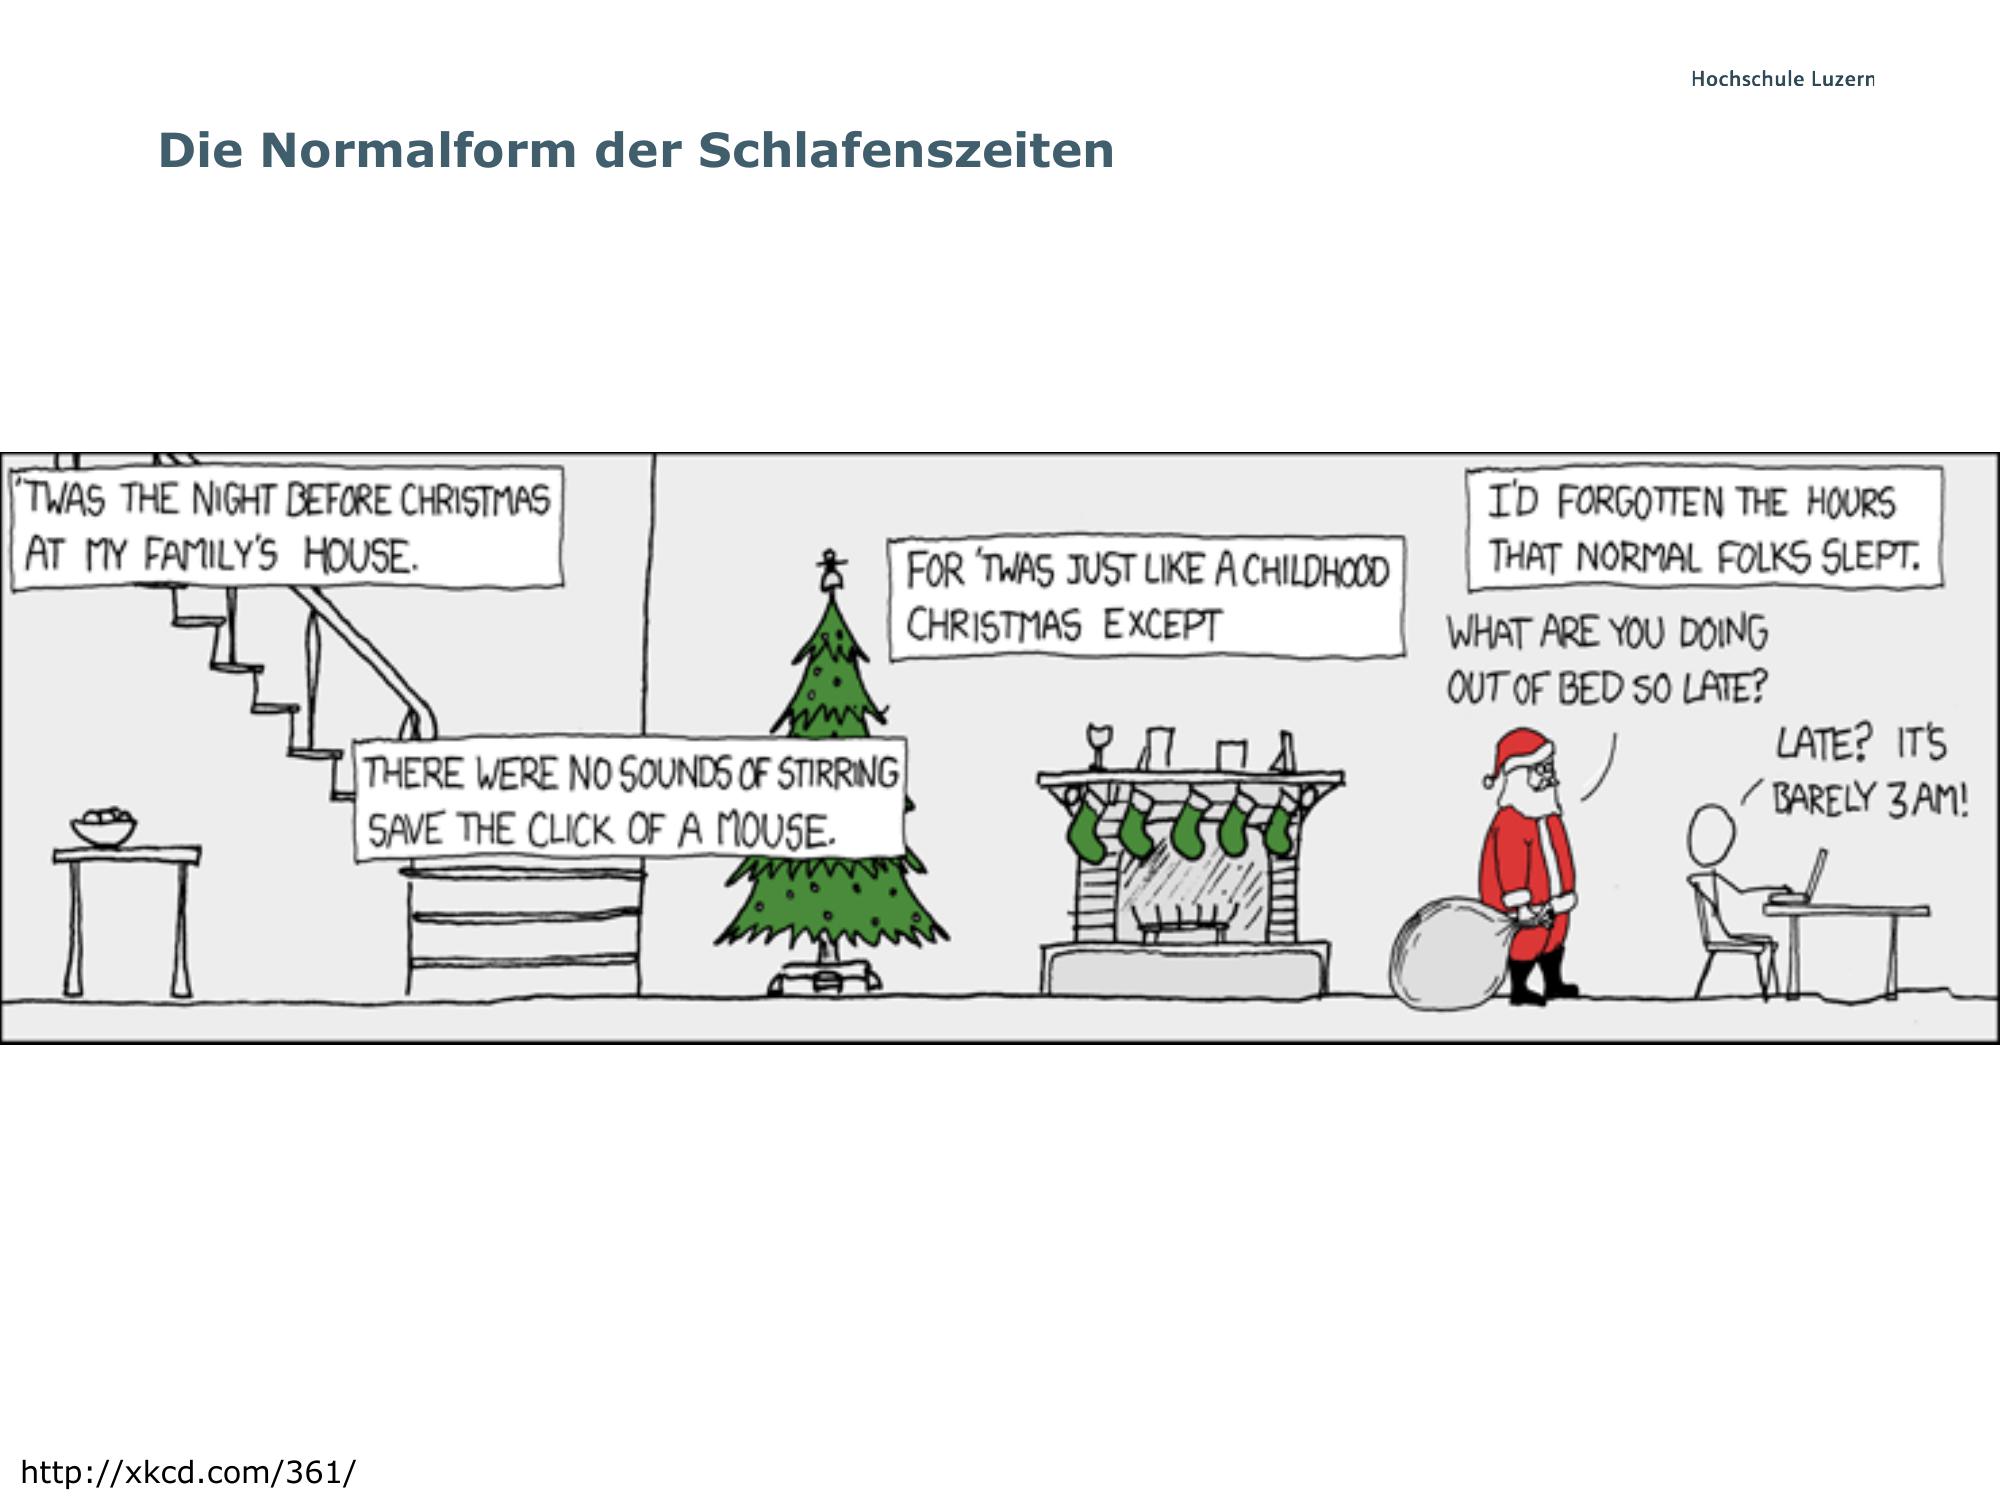 Hochschule Luzern
Die Normalform der Schlafenszeiten
'TWAS THE NIGHT BEFORE CHRISTMAS
AT MY FAMILY'S HOUSE.
THERE WERE NO SOUNDS OF STIRRING
SAVE THE CLICK OF A MOUSE.
FOR 'TWAS JUST LIKE A CHILDHOOD
CHRISTMAS EXCEPT
I'D FORGOTTEN THE HOURS
THAT NORMAL FOLKS SLEPT.
WHAT ARE YOU DOING
OUT OF BED SO LATE?
LATE? IT'S
BARELY 3 AM!
http://xkcd.com/361/